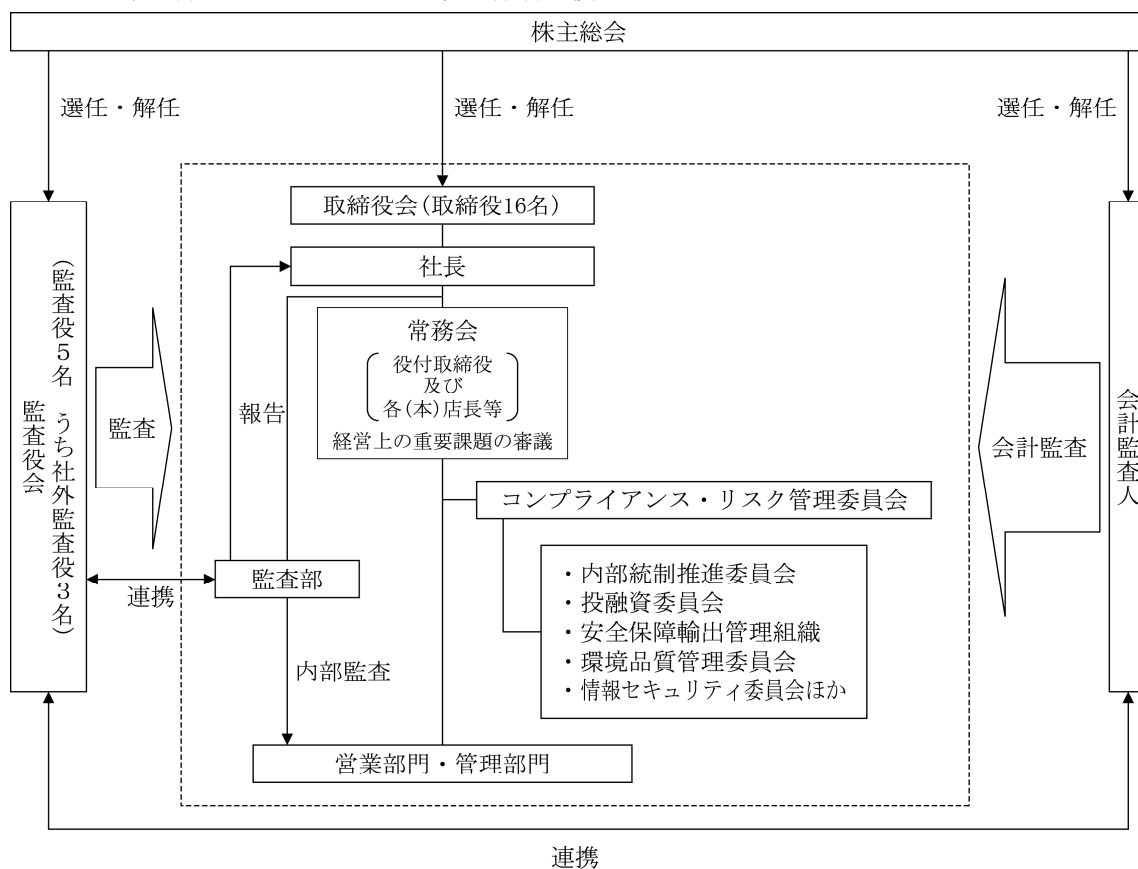 株主総会
選任・解任
選任・解任
選任・解任
取締役会(取締役16名)
社長
常務会
役付取締役
及び
各(本)店長等
経営上の重要課題の審議
監査役会
(監査役5名 うち社外監査役3名)
監査
報告
会計監査
会計監査人
コンプライアンス・リスク管理委員会
監査部
連携
・内部統制推進委員会
・投融資委員会
・安全保障輸出管理組織
・環境品質管理委員会
・情報セキュリティ委員会ほか
内部監査
営業部門・管理部門
連携